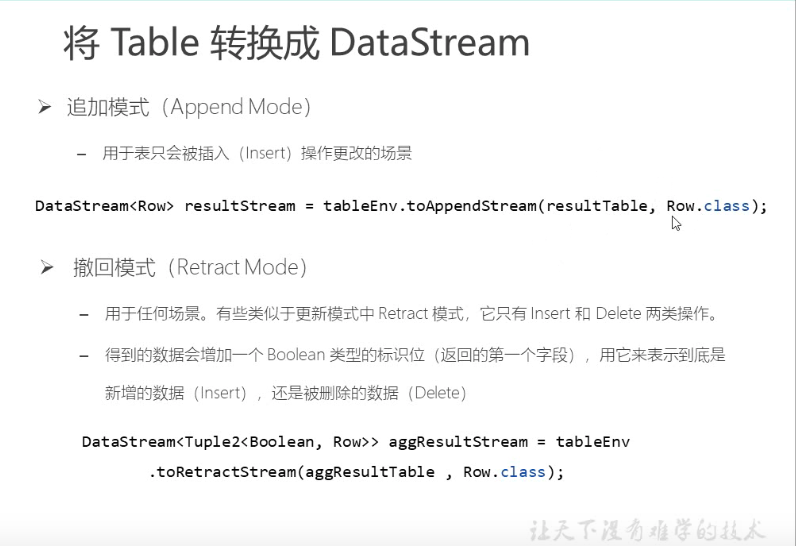 将 Table 转换成 DataStream
➢ 追加模式（Append Mode）
– 用于表只会被插入（Insert）操作更改的场景
DataStream<Row> resultStream = tableEnv.toAppendStream(resultTable, Row.class);
➢ 撤回模式（Retract Mode）
– 用于任何场景。有些类似于更新模式中 Retract 模式，它只有 Insert 和 Delete 两类操作。
– 得到的数据会增加一个 Boolean 类型的标识位（返回的第一个字段），用它来表示到底是
新增的数据（Insert），还是被删除的数据（Delete）
DataStream<Tuple2<Boolean, Row>> aggResultStream = tableEnv
.toRetractStream(aggResultTable , Row.class);
让天下没有难学的技术